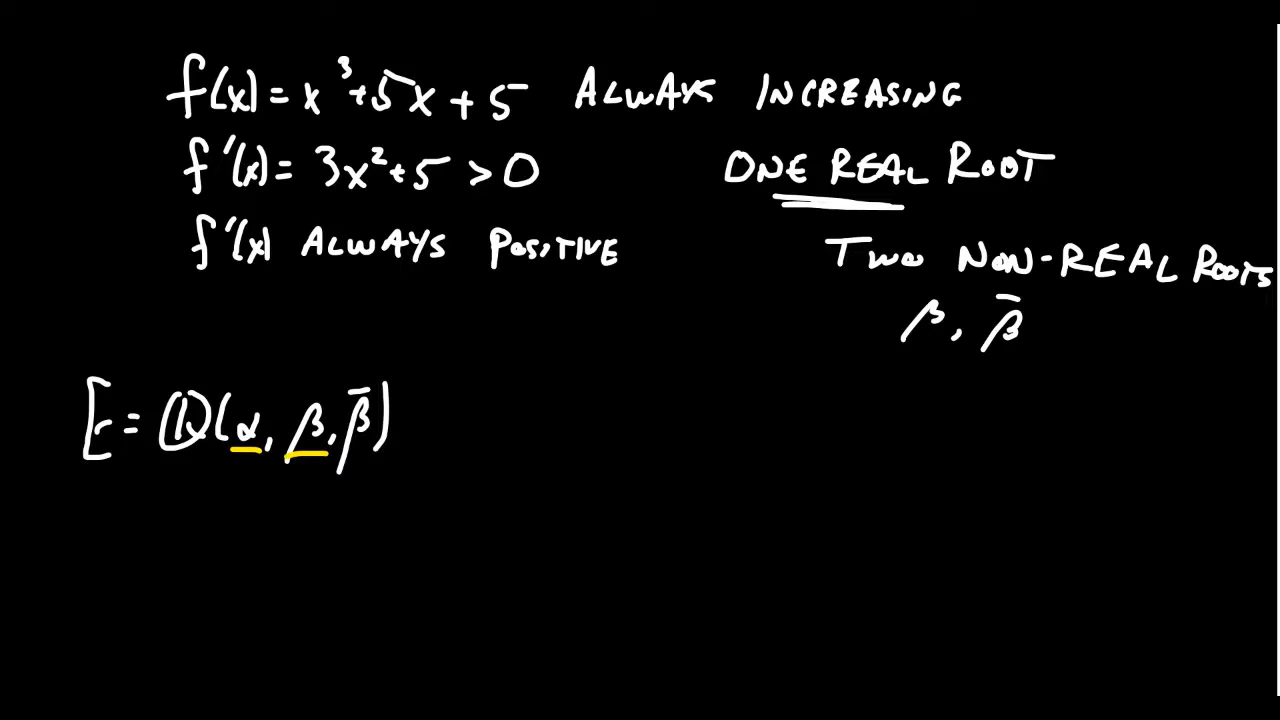 f(x) = x³+5x+5 ALWAYS INCREASING
f'(x) = 3x²+5 > 0 ONE REAL ROOT
f'(x) ALWAYS POSITIVE TWO NON-REAL ROOTS
β, β̅
E = ℚ(α, β, β̅)